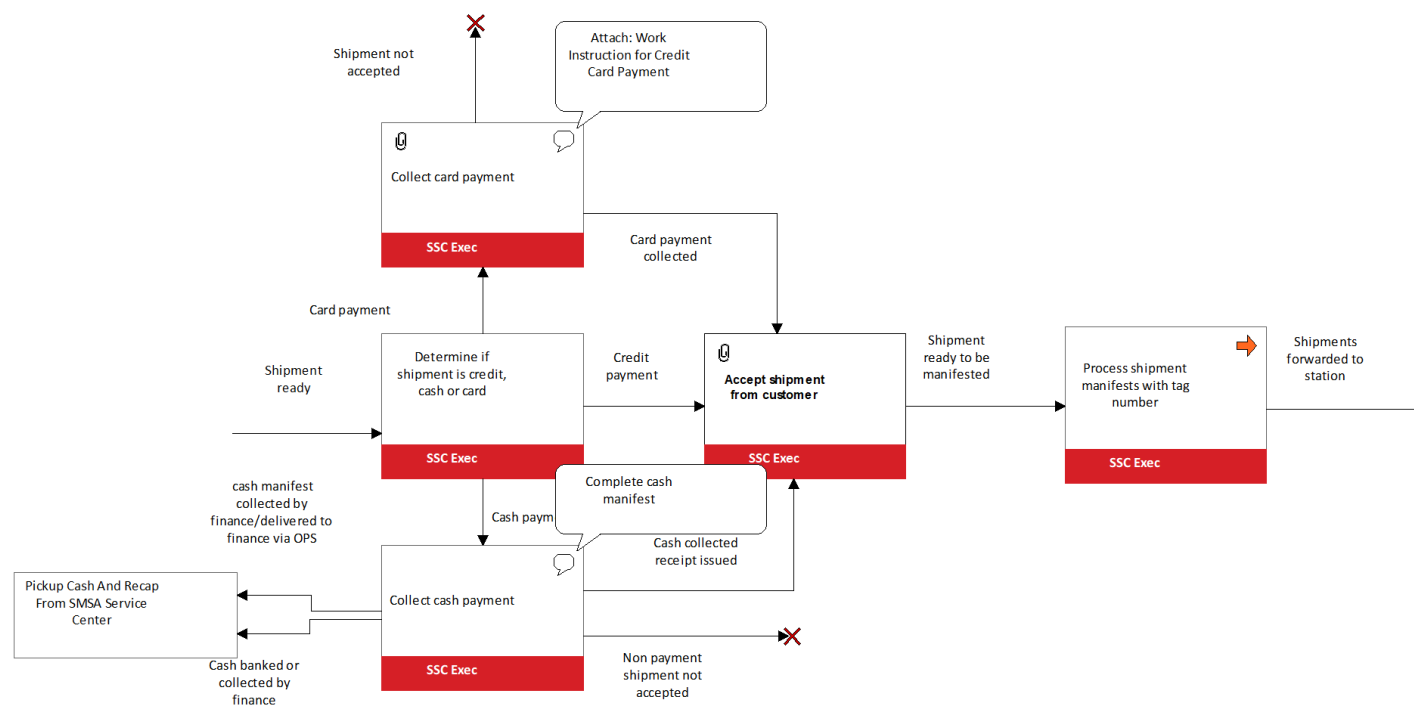 Shipment not
accepted
Attach: Work
Instruction for Credit
Card Payment
Collect card payment
SSC Exec
Card payment
collected
Card payment
Shipment
ready
Determine if
shipment is credit,
cash or card
SSC Exec
Credit
payment
Accept shipment
from customer
SSC Exec
Shipment
ready to be
manifested
Process shipment
manifests with tag
number
SSC Exec
Shipments
forwarded to
station
cash manifest
collected by
finance/delivered to
finance via OPS
Cash paym
Complete cash
manifest
Cash collected
receipt issued
Pickup Cash And Recap
From SMSA Service
Center
Collect cash payment
SSC Exec
Cash banked or
collected by
finance
Non payment
shipment not
accepted